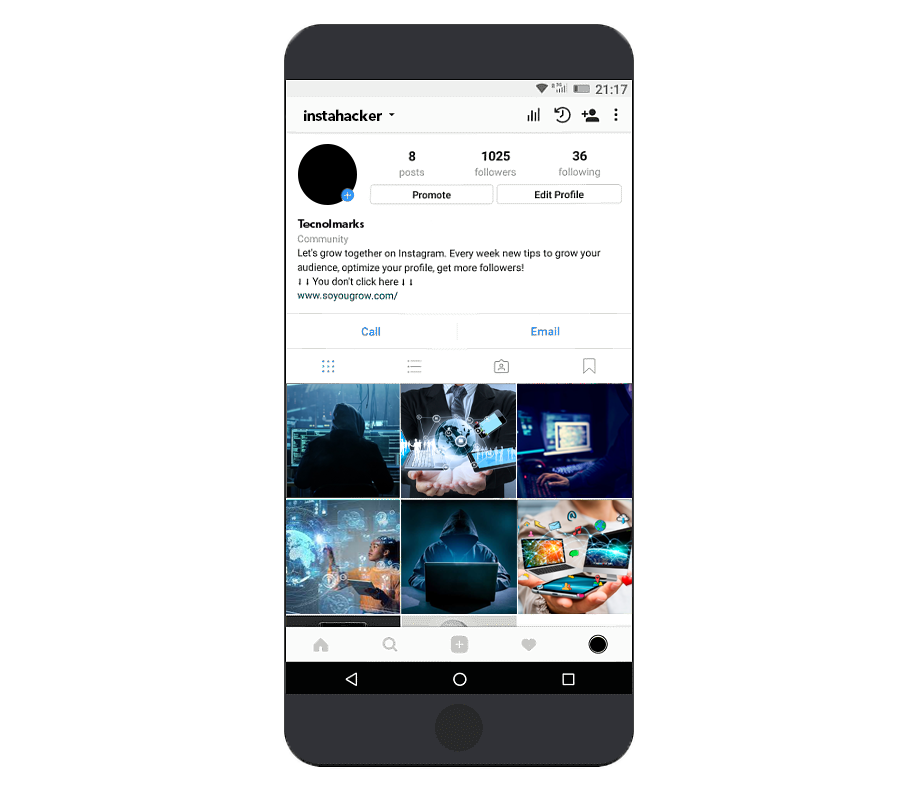 21:17
instahacker
8 1025 36
posts followers following
Promote Edit Profile
Tecnolmarks
Community
Let's grow together on Instagram. Every week new tips to grow your
audience, optimize your profile, get more followers!
⭭⭭ You don't click here ⭭⭭
www.soyougrow.com/
Call Email